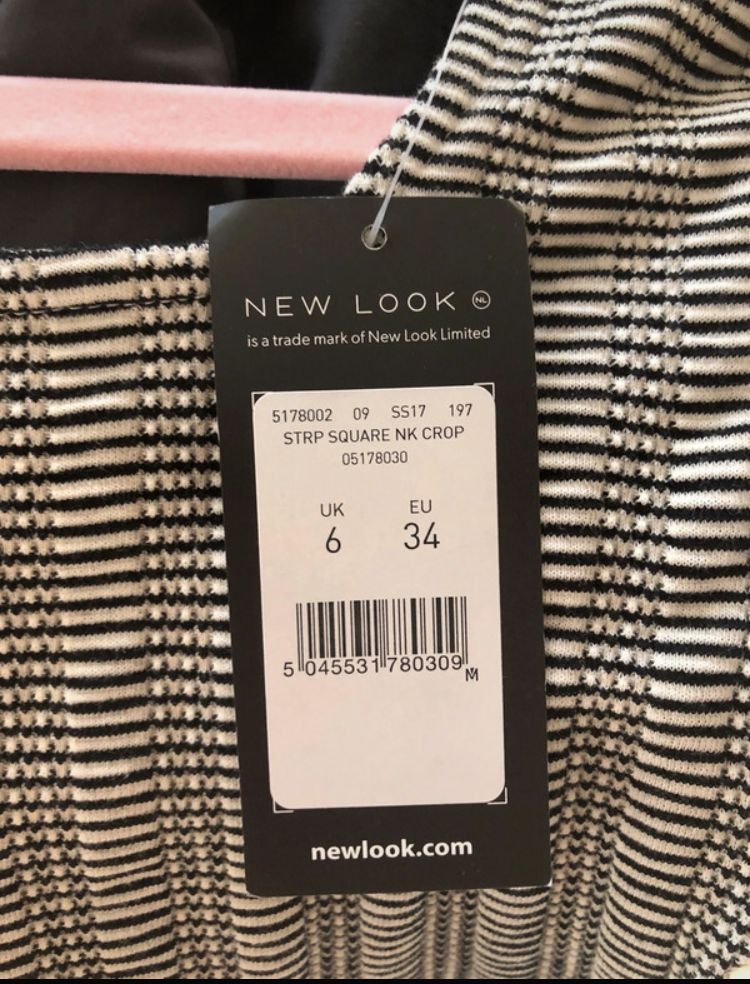 NEW LOOK NL
is a trade mark of New Look Limited
5178002 09 SS17 197
STRP SQUARE NK CROP
05178030
UK EU
6 34
5 045531 780309 M
newlook.com